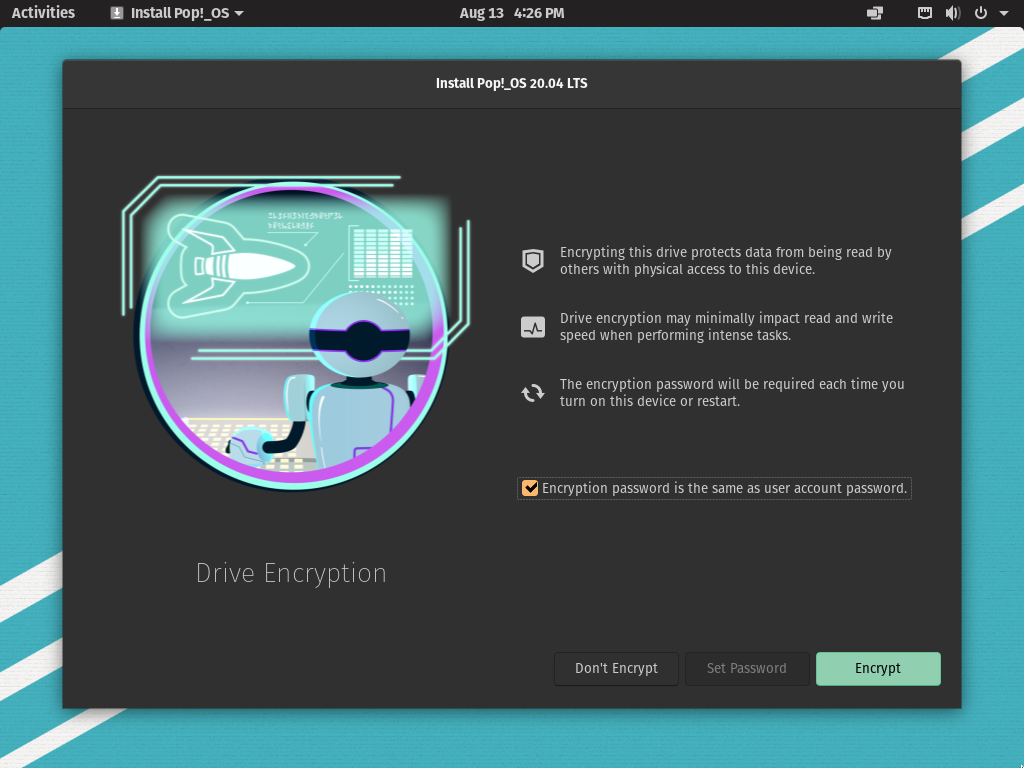 Activities
Install Pop!_OS
Aug 13 4:26 PM
Install Pop!_OS 20.04 LTS
Encrypting this drive protects data from being read by
others with physical access to this device.
Drive encryption may minimally impact read and write
speed when performing intense tasks.
The encryption password will be required each time you
turn on this device or restart.
Encryption password is the same as user account password.
Drive Encryption
Don't Encrypt
Set Password
Encrypt